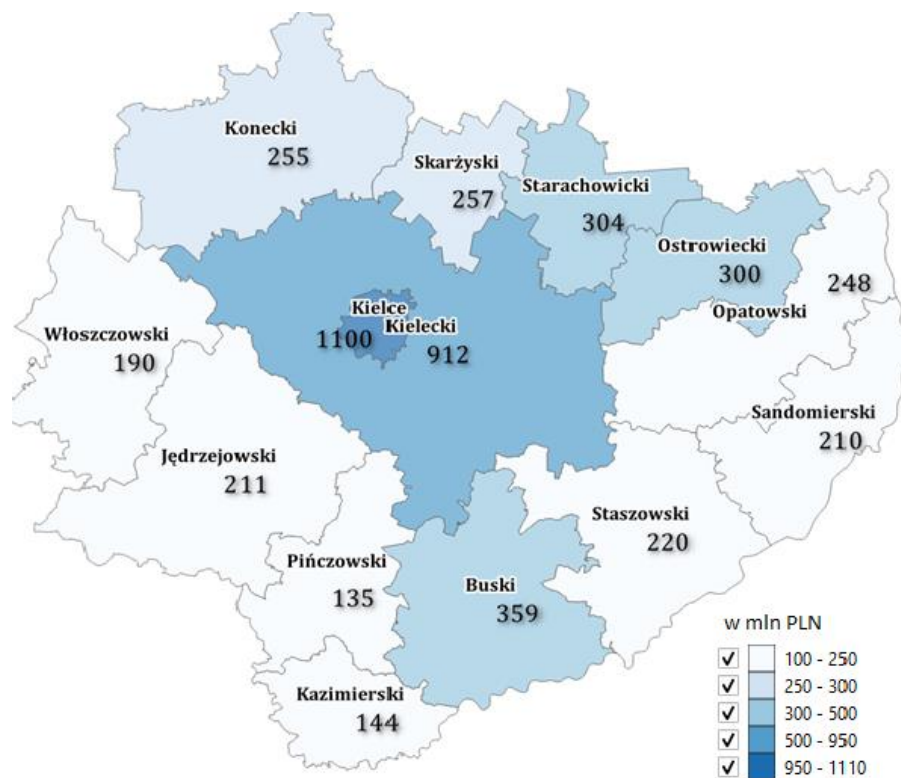 Konecki
255
Skarżyski
257
Starachowicki
304
Ostrowiecki
300
248
Opatowski
Kielce
Kielecki
1100
912
Włoszczowski
190
Sandomierski
210
Jędrzejowski
211
Staszowski
220
Pińczowski
135
Buski
359
Kazimierski
144
w mln PLN
100 - 250
250 - 300
300 - 500
500 - 950
950 - 1110